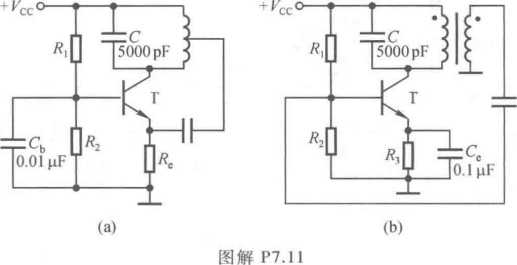 +V_CC
R_1
C
5000 pF
T
C_b
0.01 μF
R_2
R_e
(a)
+V_CC
R_1
C
5000 pF
T
R_2
R_3
C_e
0.1 μF
(b)
图解 P7.11